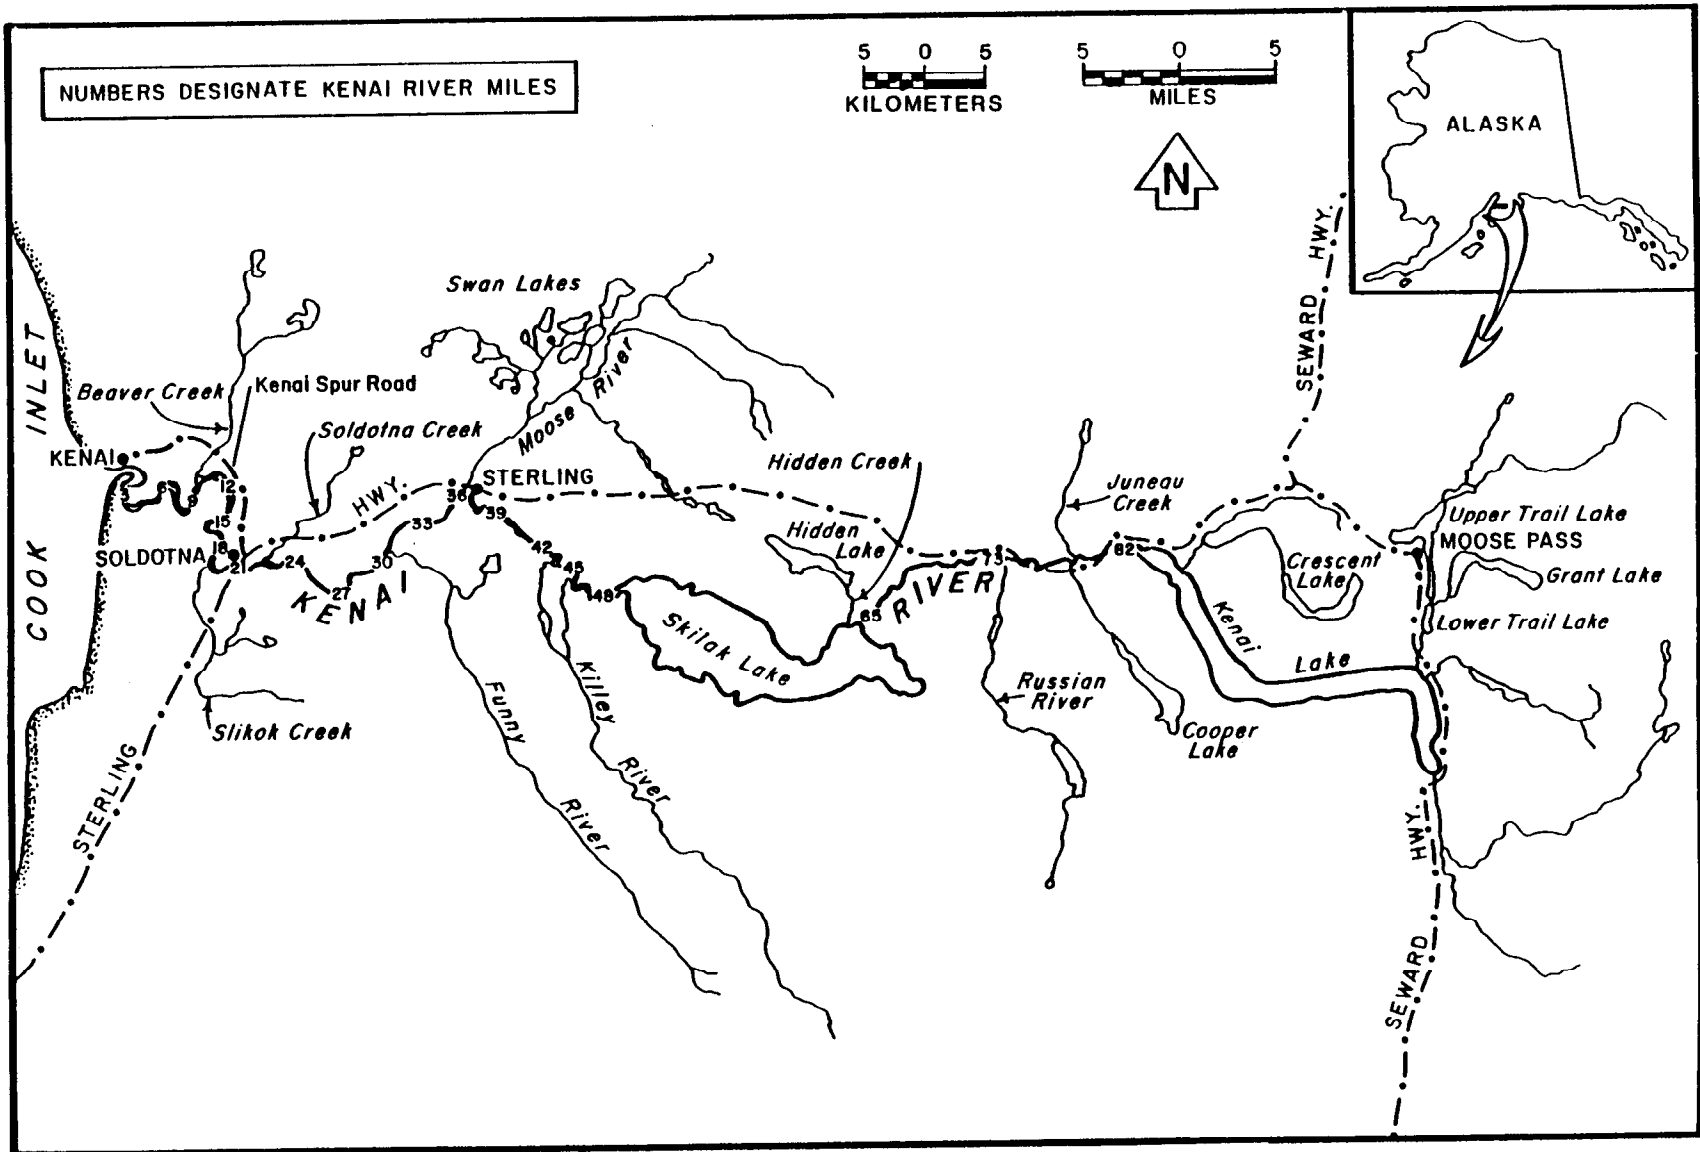 NUMBERS DESIGNATE KENAI RIVER MILES
5 0 5
KILOMETERS
5 0 5
MILES
N
ALASKA
SEWARD HWY.
Swan Lakes
COOK INLET
Beaver Creek
Kenai Spur Road
Soldotna Creek
Moose River
KENAI
HWY.
STERLING
Hidden Creek
Juneau
Creek
Hidden
Lake
Upper Trail Lake
MOOSE PASS
Crescent
Lake
Grant Lake
Lower Trail Lake
SOLDOTNA
6
9
12
15
18
21
24
27
30
33
36
39
42
45
48
65
73
82
KENAI RIVER
Skilak Lake
Kenai Lake
Russian
River
Cooper
Lake
Slikok Creek
Funny River
Killey River
STERLING
SEWARD HWY.